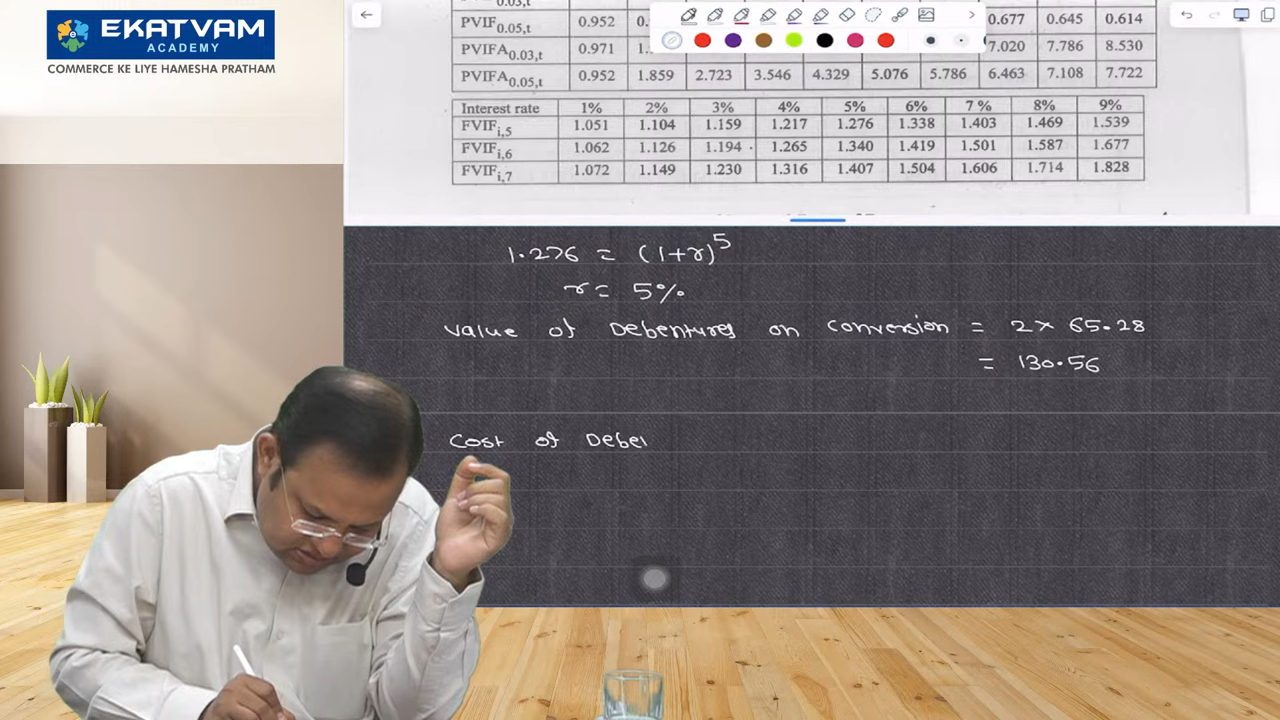 EKATVAM
ACADEMY
COMMERCE KE LIYE HAMESHA PRATHAM
PVIF0.05,t 0.952 0.677 0.645 0.614
PVIFA0.03,t 0.971 7.020 7.786 8.530
PVIFA0.05,t 0.952 1.859 2.723 3.546 4.329 5.076 5.786 6.463 7.108 7.722
Interest rate 1% 2% 3% 4% 5% 6% 7 % 8% 9%
FVIFi,5 1.051 1.104 1.159 1.217 1.276 1.338 1.403 1.469 1.539
FVIFi,6 1.062 1.126 1.194 1.265 1.340 1.419 1.501 1.587 1.677
FVIFi,7 1.072 1.149 1.230 1.316 1.407 1.504 1.606 1.714 1.828
1.276 = (1+r)^5
r = 5%
Value of Debentures on conversion = 2 × 65.28
= 130.56
Cost of Debe